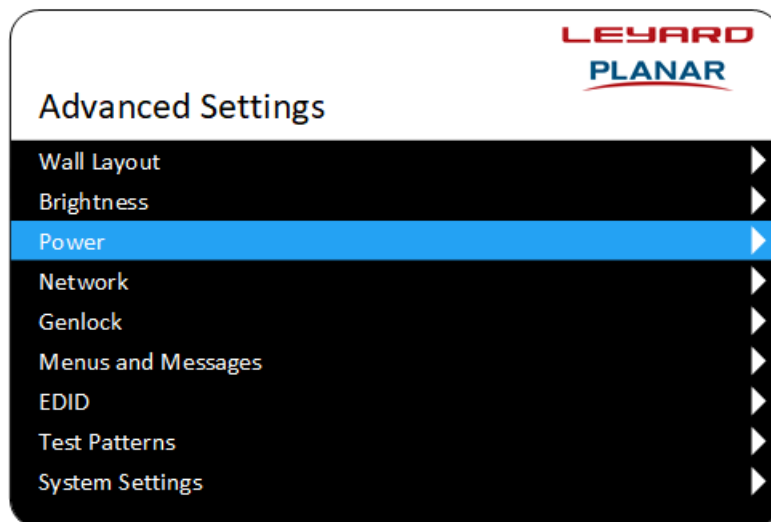 LEYARD
PLANAR
Advanced Settings
Wall Layout
Brightness
Power
Network
Genlock
Menus and Messages
EDID
Test Patterns
System Settings